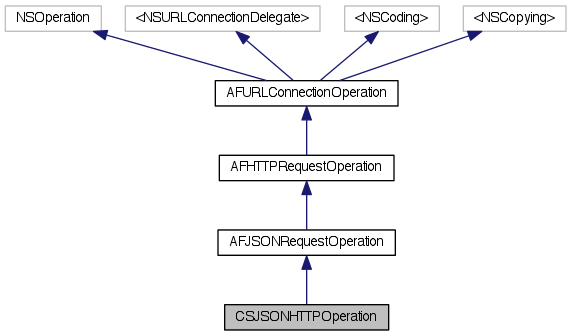 NSOperation
<NSURLConnectionDelegate>
<NSCoding>
<NSCopying>
AFURLConnectionOperation
AFHTTPRequestOperation
AFJSONRequestOperation
CSJSONHTTPOperation